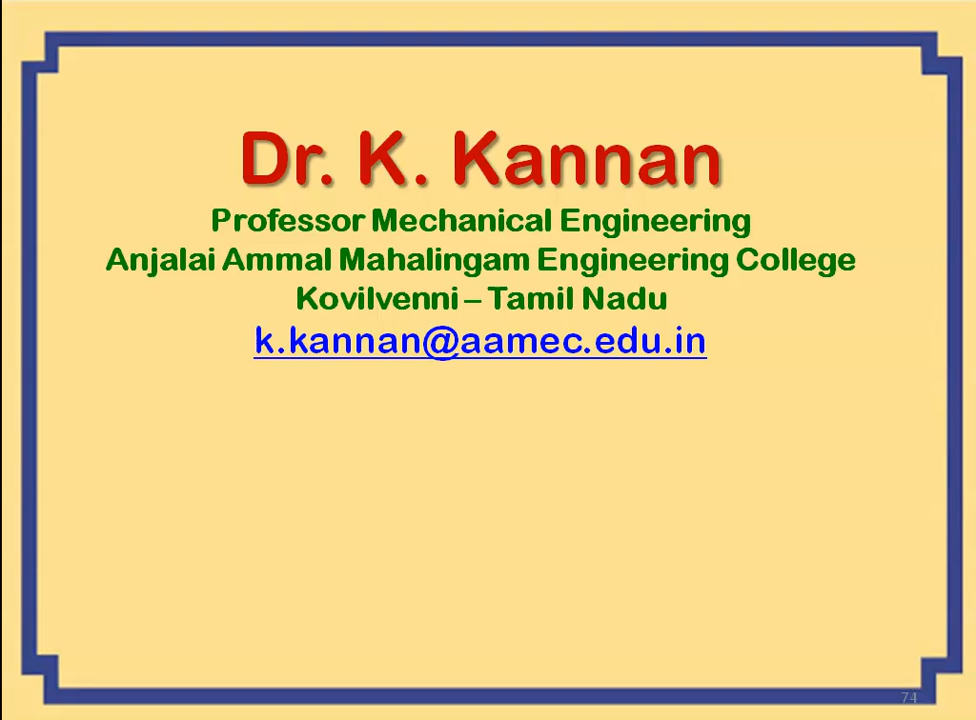 Dr. K. Kannan
Professor Mechanical Engineering
Anjalai Ammal Mahalingam Engineering College
Kovilvenni – Tamil Nadu
k.kannan@aamec.edu.in
74